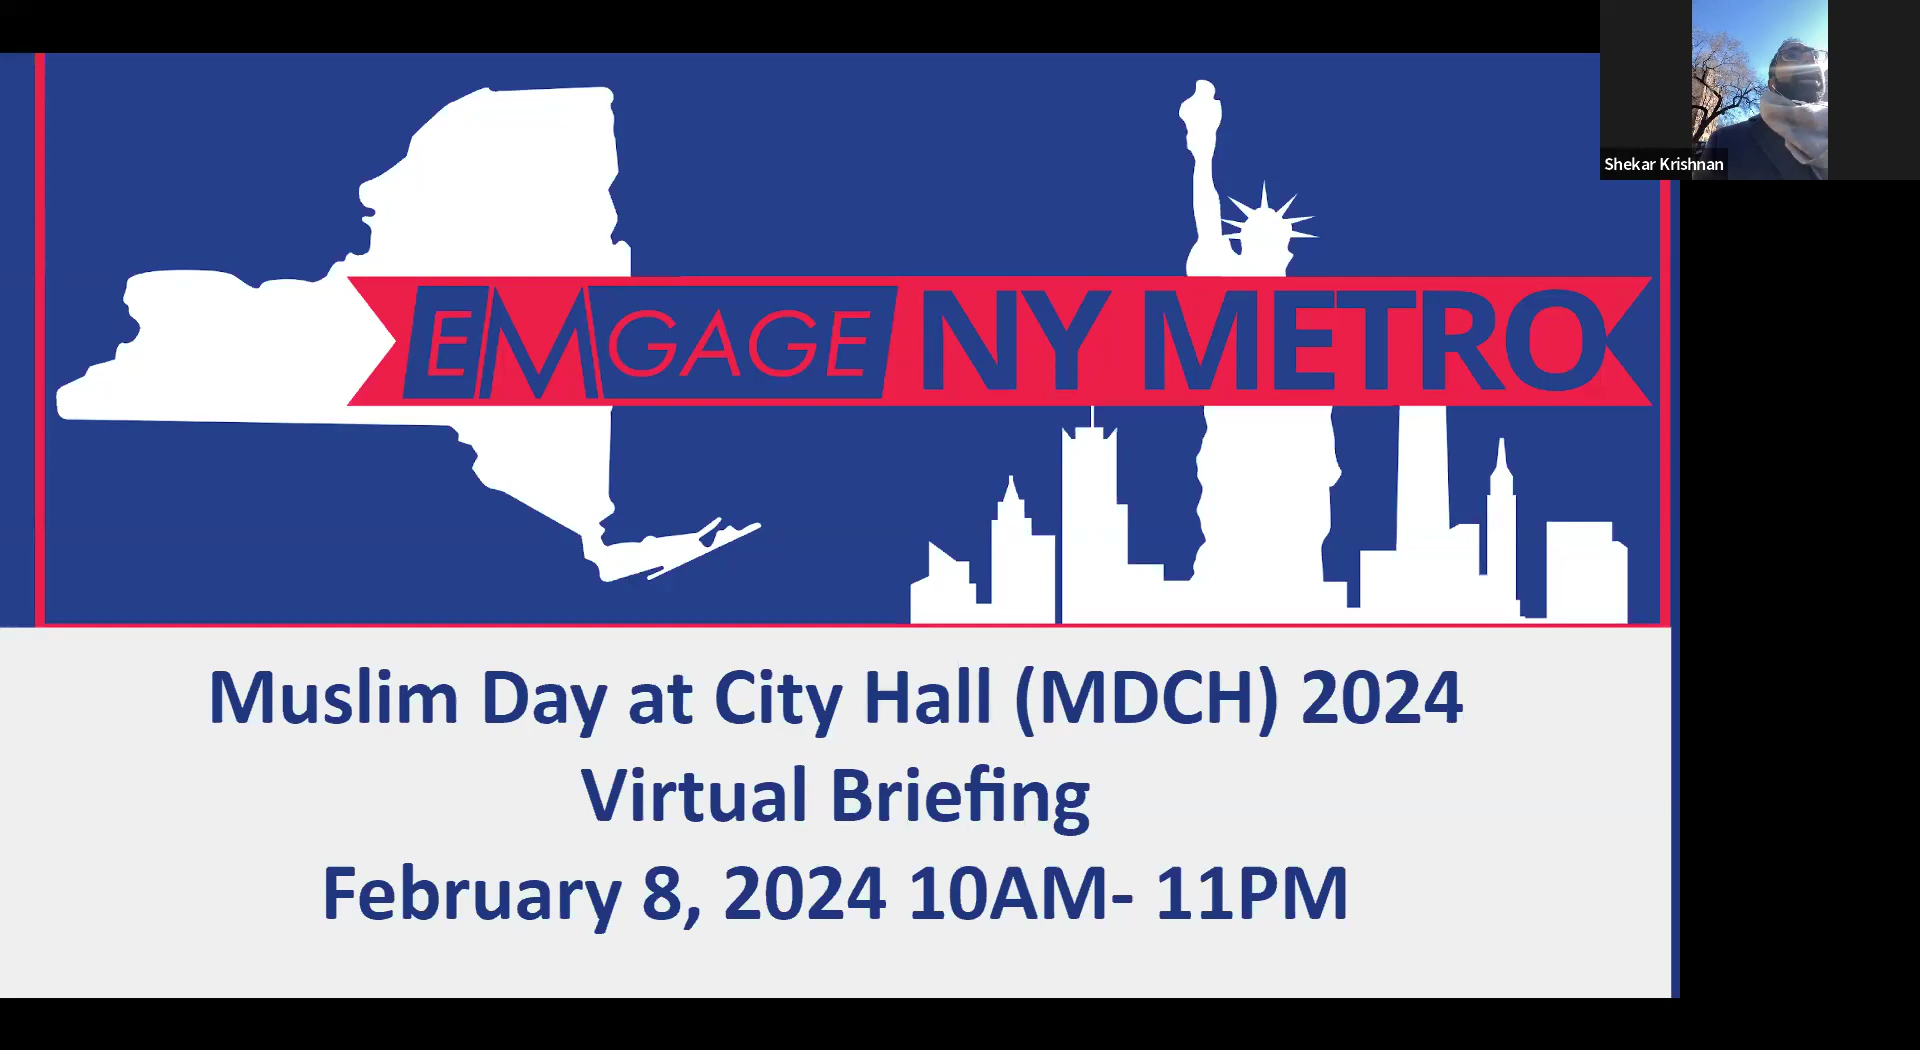 Shekar Krishnan
EMGAGE NY METRO
Muslim Day at City Hall (MDCH) 2024
Virtual Briefing
February 8, 2024 10AM- 11PM